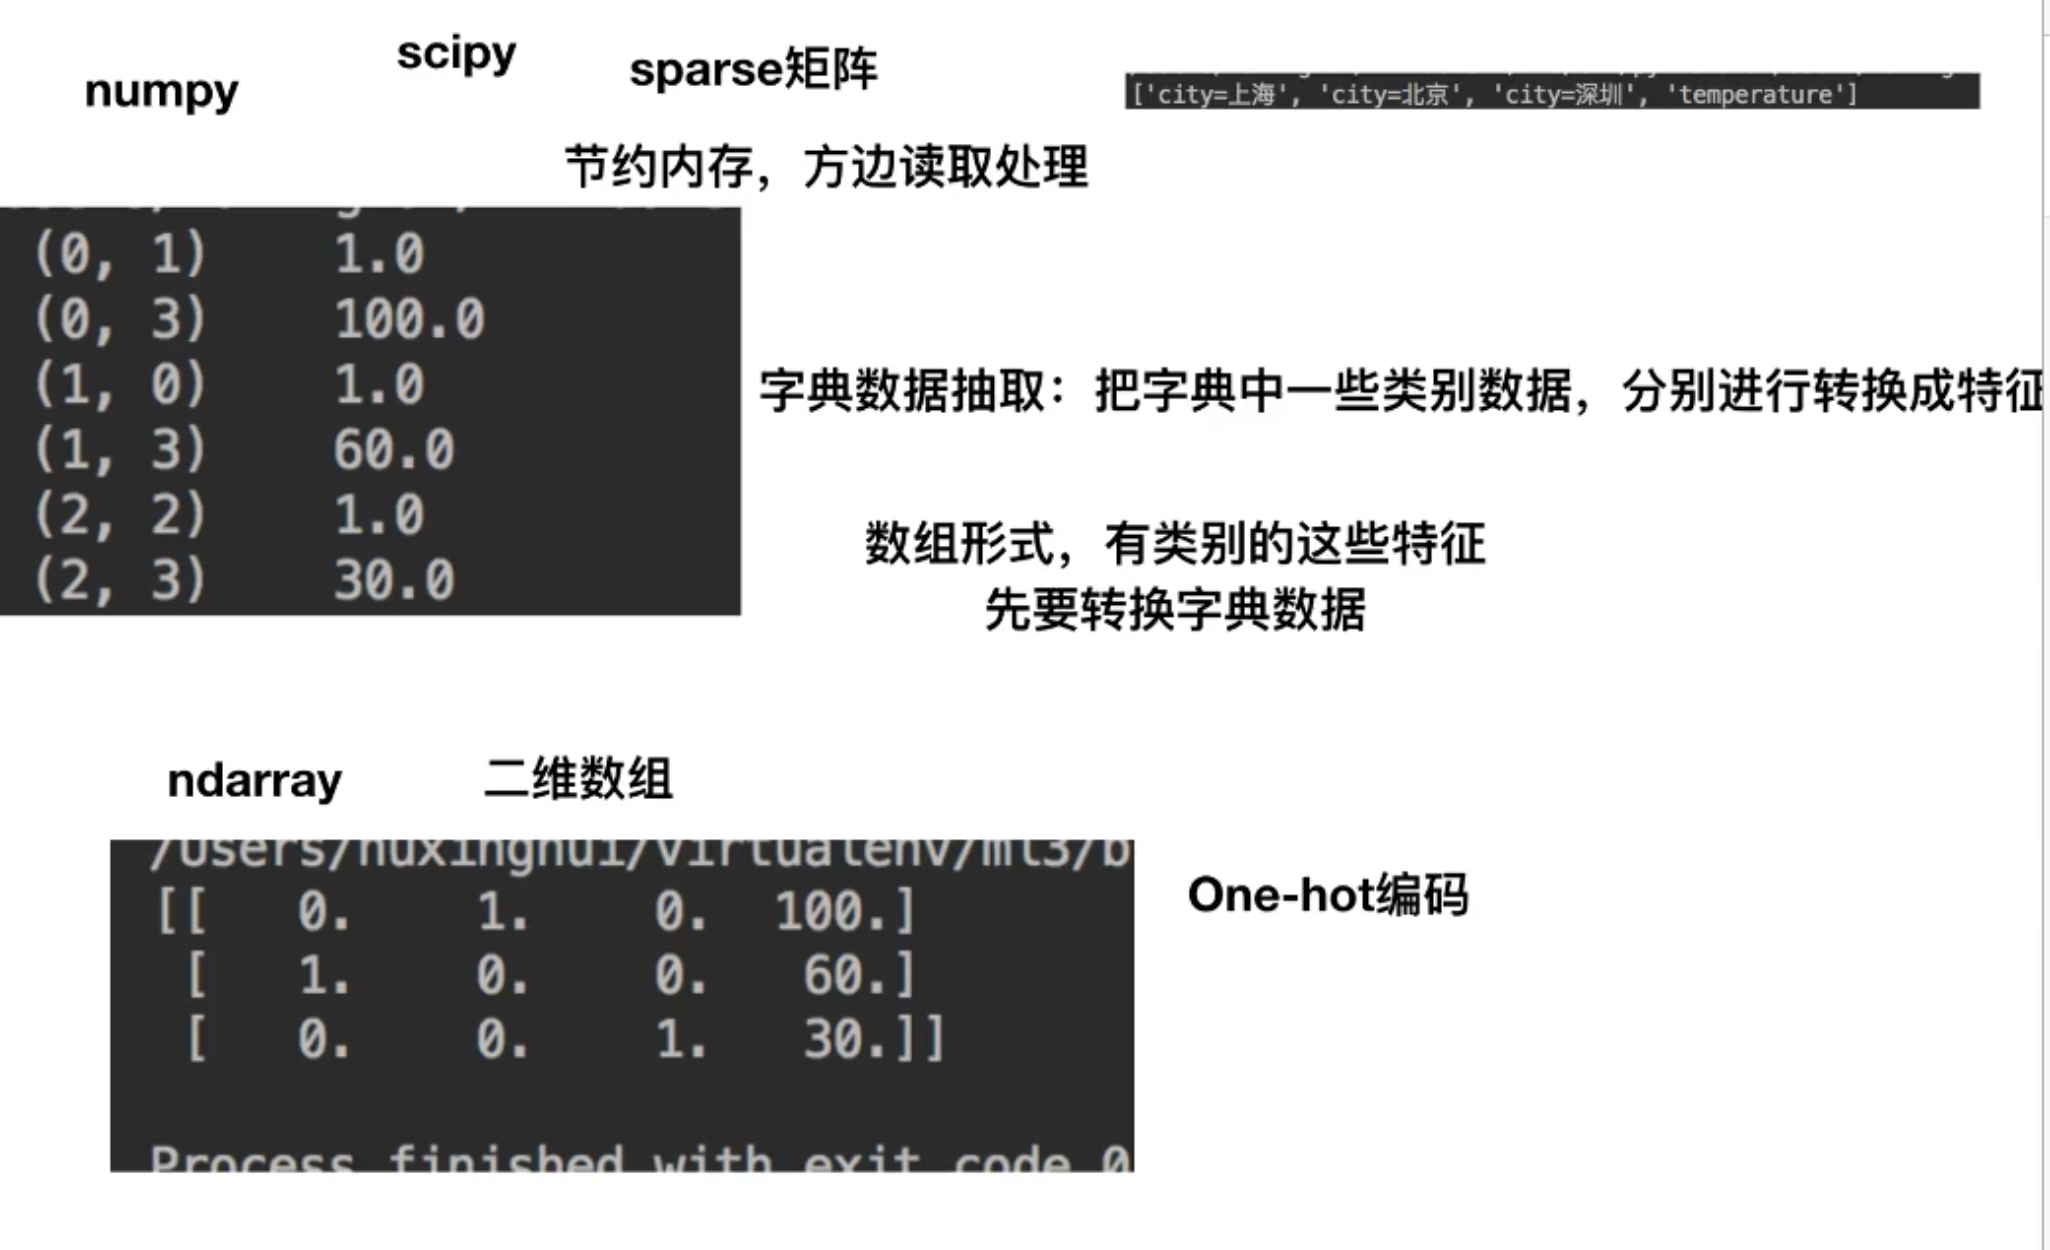 numpy
scipy
sparse矩阵
['city=上海', 'city=北京', 'city=深圳', 'temperature']
节约内存，方边读取处理
(0, 1) 1.0
(0, 3) 100.0
(1, 0) 1.0
(1, 3) 60.0
(2, 2) 1.0
(2, 3) 30.0
字典数据抽取：把字典中一些类别数据，分别进行转换成特征
数组形式，有类别的这些特征
先要转换字典数据
ndarray
二维数组
/Users/huxinghui/virtualenv/ml3/b
[[ 0. 1. 0. 100.]
[ 1. 0. 0. 60.]
[ 0. 0. 1. 30.]]
Process finished with exit code 0
One-hot编码